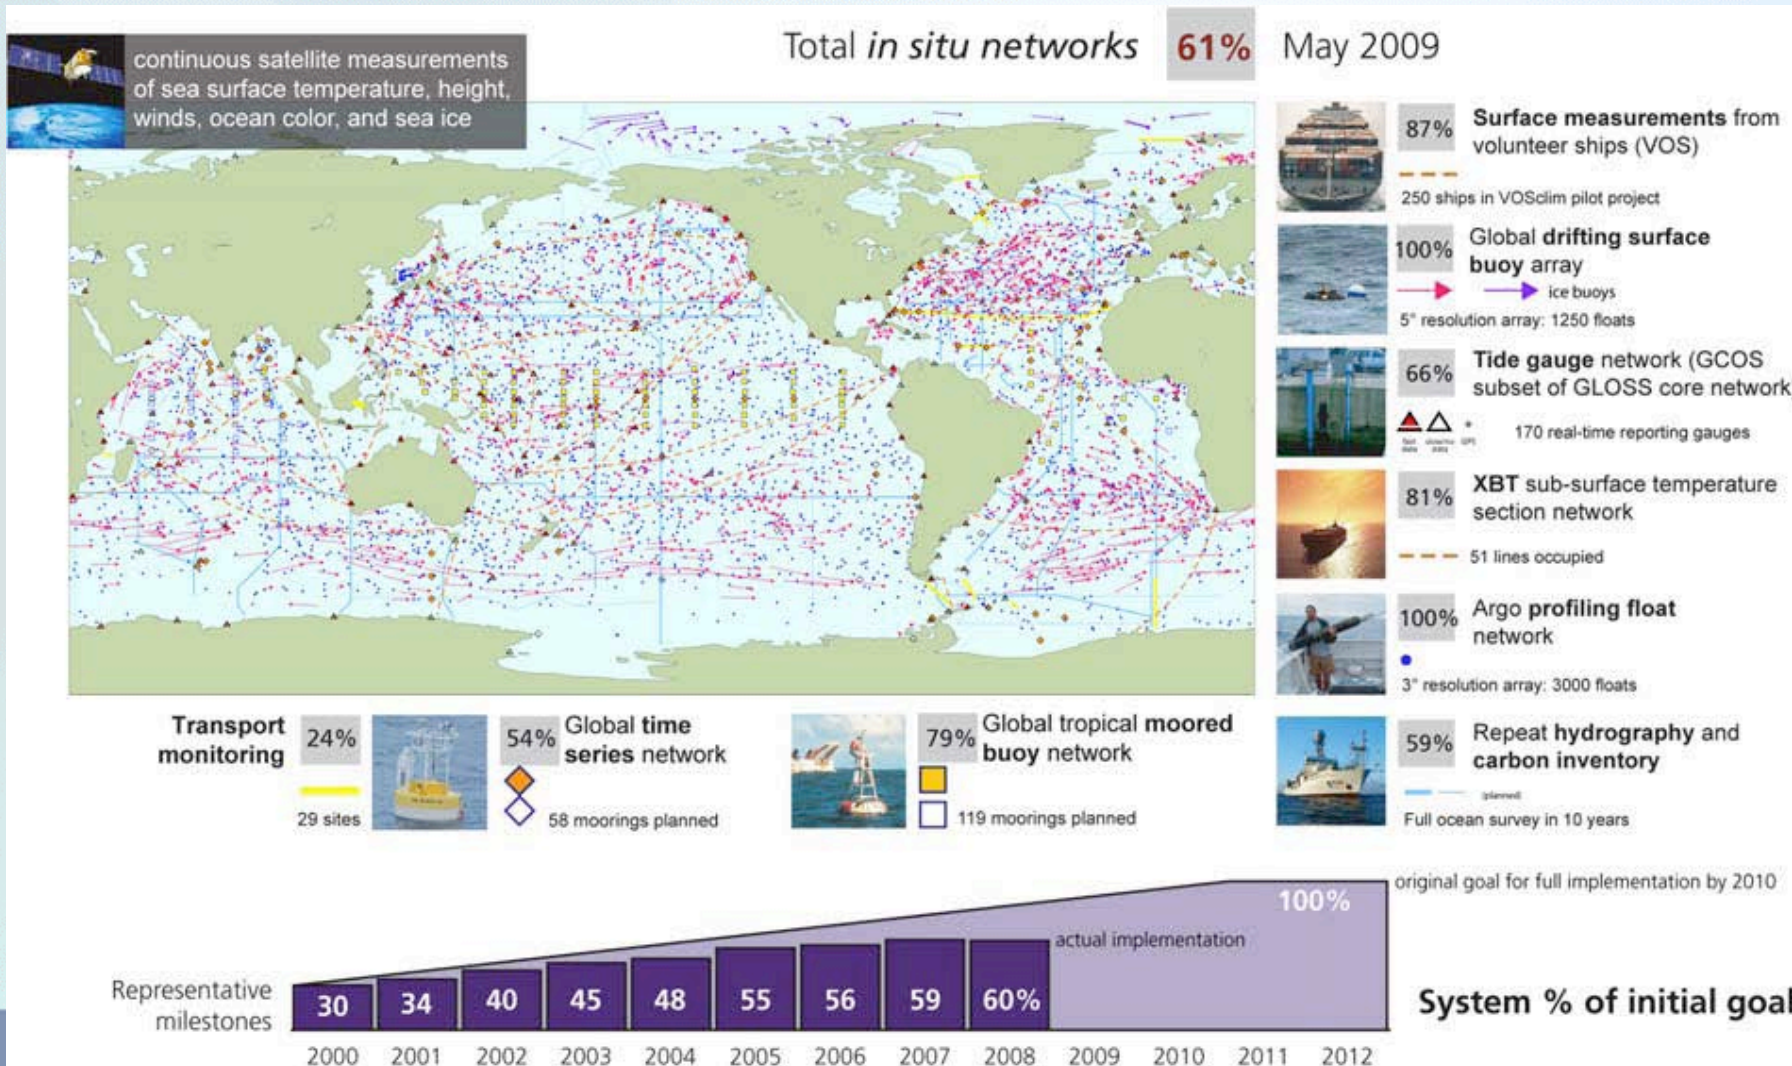 Total in situ networks 61% May 2009
continuous satellite measurements
of sea surface temperature, height,
winds, ocean color, and sea ice
87% Surface measurements from
volunteer ships (VOS)
250 ships in VOSclim pilot project
100% Global drifting surface
buoy array
ice buoys
5° resolution array: 1250 floats
66% Tide gauge network (GCOS
subset of GLOSS core network
data data GPS
170 real-time reporting gauges
81% XBT sub-surface temperature
section network
51 lines occupied
100% Argo profiling float
network
3° resolution array: 3000 floats
59% Repeat hydrography and
carbon inventory
(planned)
Full ocean survey in 10 years
Transport
monitoring
24%
29 sites
54% Global time
series network
58 moorings planned
79% Global tropical moored
buoy network
119 moorings planned
original goal for full implementation by 2010
100%
actual implementation
Representative
milestones
30 34 40 45 48 55 56 59 60%
System % of initial goal
2000 2001 2002 2003 2004 2005 2006 2007 2008 2009 2010 2011 2012